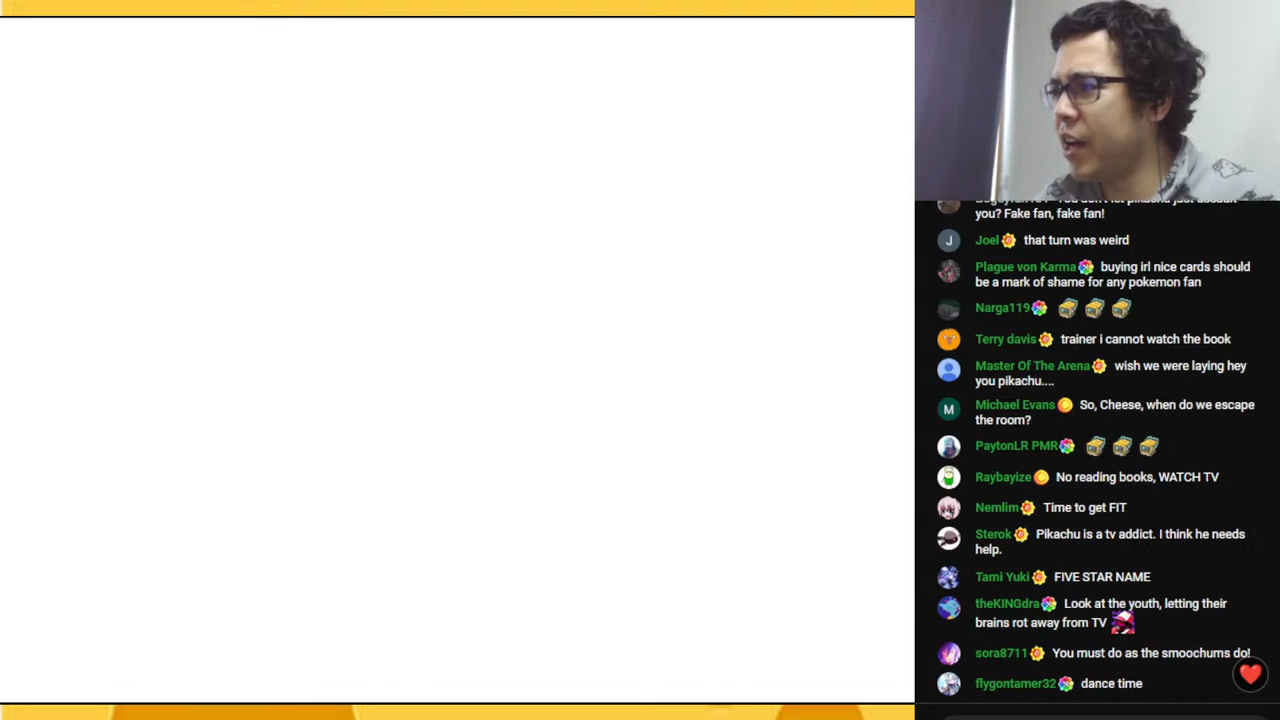 you? Fake fan, fake fan!
J Joel that turn was weird
Plague von Karma buying irl nice cards should
be a mark of shame for any pokemon fan
Narga119
Terry davis trainer i cannot watch the book
Master Of The Arena wish we were laying hey
you pikachu....
M Michael Evans So, Cheese, when do we escape
the room?
PaytonLR PMR
Raybayize No reading books, WATCH TV
Nemlim Time to get FIT
Sterok Pikachu is a tv addict. I think he needs
help.
Tami Yuki FIVE STAR NAME
theKINGdra Look at the youth, letting their
brains rot away from TV
sora8711 You must do as the smoochums do!
flygontamer32 dance time